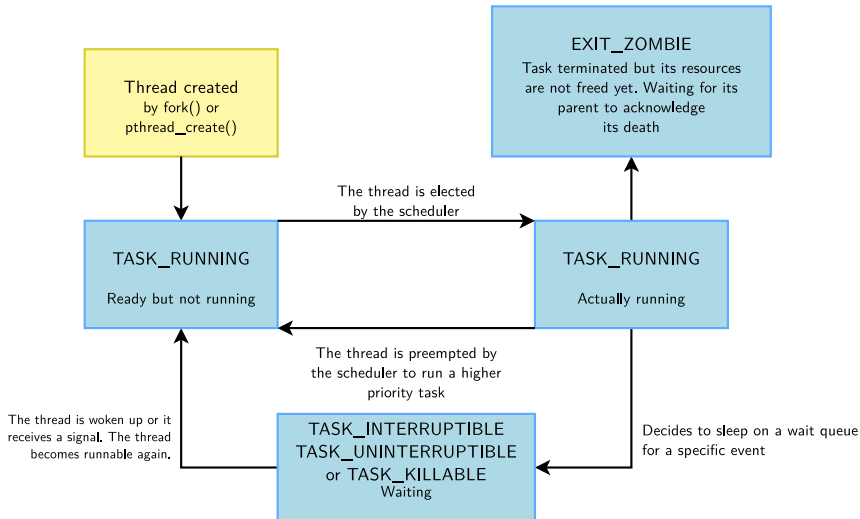 Thread created
by fork() or
pthread_create()
EXIT_ZOMBIE
Task terminated but its resources
are not freed yet. Waiting for its
parent to acknowledge
its death
The thread is elected
by the scheduler
TASK_RUNNING
Ready but not running
TASK_RUNNING
Actually running
The thread is preempted by
the scheduler to run a higher
priority task
The thread is woken up or it
receives a signal. The thread
becomes runnable again.
TASK_INTERRUPTIBLE
TASK_UNINTERRUPTIBLE
or TASK_KILLABLE
Waiting
Decides to sleep on a wait queue
for a specific event